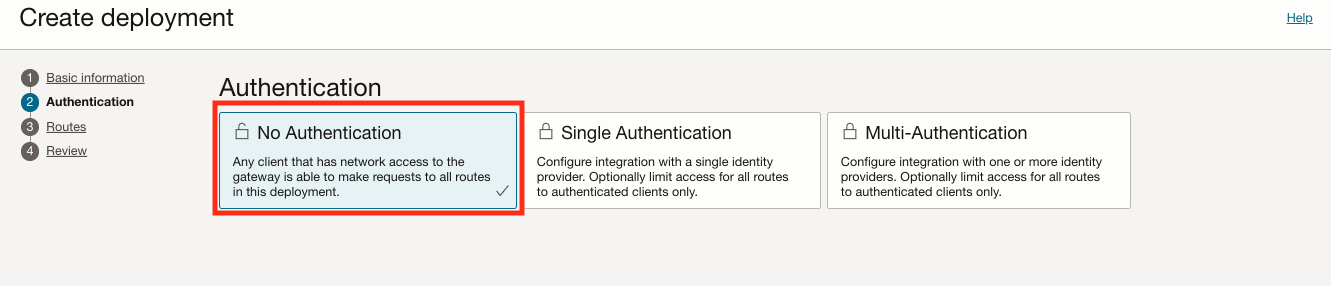 Create deployment
Help
1 Basic information
2 Authentication
3 Routes
4 Review
Authentication
No Authentication
Any client that has network access to the
gateway is able to make requests to all routes
in this deployment.
Single Authentication
Configure integration with a single identity
provider. Optionally limit access for all routes
to authenticated clients only.
Multi-Authentication
Configure integration with one or more identity
providers. Optionally limit access for all routes
to authenticated clients only.